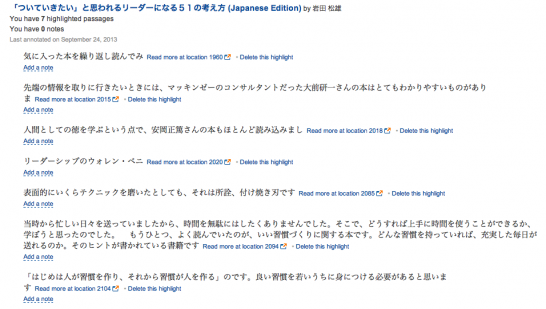 「ついていきたい」と思われるリーダーになる５１の考え方 (Japanese Edition) by 岩田 松雄
You have 7 highlighted passages
You have 0 notes
Last annotated on September 24, 2013
気に入った本を繰り返し読んでみ Read more at location 1960 • Delete this highlight
Add a note
先端の情報を取りに行きたいときには、マッキンゼーのコンサルタントだった大前研一さんの本はとてもわかりやすいものがあり
ま Read more at location 2015 • Delete this highlight
Add a note
人間としての徳を学ぶという点で、安岡正篤さんの本もほとんど読み込みまし Read more at location 2018 • Delete this highlight
Add a note
リーダーシップのウォレン・ベニ Read more at location 2020 • Delete this highlight
Add a note
表面的にいくらテクニックを磨いたとしても、それは所詮、付け焼き刃です Read more at location 2085 • Delete this highlight
Add a note
当時から忙しい日々を送っていましたから、時間を無駄にはしたくありませんでした。そこで、どうすれば上手に時間を使うことができるか、
学ぼうと思ったのでした。 もうひとつ、よく読んでいたのが、いい習慣づくりに関する本です。どんな習慣を持っていれば、充実した毎日が
送れるのか。そのヒントが書かれている書籍です Read more at location 2094 • Delete this highlight
Add a note
「はじめは人が習慣を作り、それから習慣が人を作る」のです。良い習慣を若いうちに身につける必要があると思いま
す Read more at location 2104 • Delete this highlight
Add a note